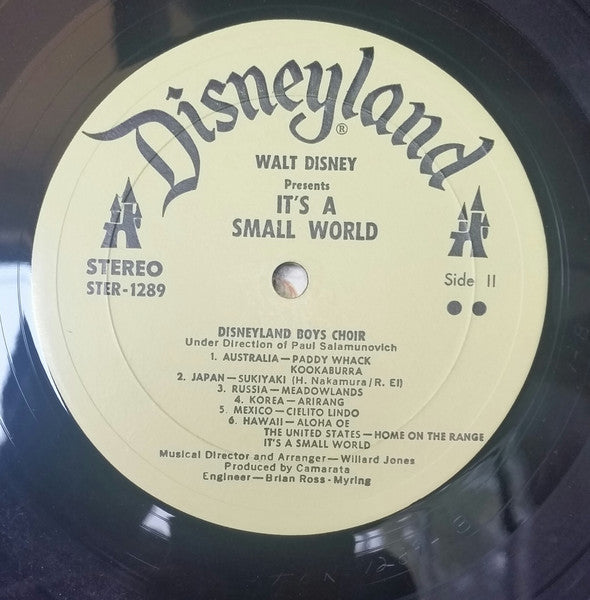 Disneyland®
WALT DISNEY
Presents
IT'S A
SMALL WORLD
STEREO
STER-1289
Side II
DISNEYLAND BOYS CHOIR
Under Direction of Paul Salamunovich
1. AUSTRALIA—PADDY WHACK
KOOKABURRA
2. JAPAN—SUKIYAKI (H. Nakamura/R. EI)
3. RUSSIA—MEADOWLANDS
4. KOREA—ARIRANG
5. MEXICO—CIELITO LINDO
6. HAWAII—ALOHA OE
THE UNITED STATES—HOME ON THE RANGE
IT'S A SMALL WORLD
Musical Director and Arranger—Willard Jones
Produced by Camarata
Engineer—Brian Ross-Myring